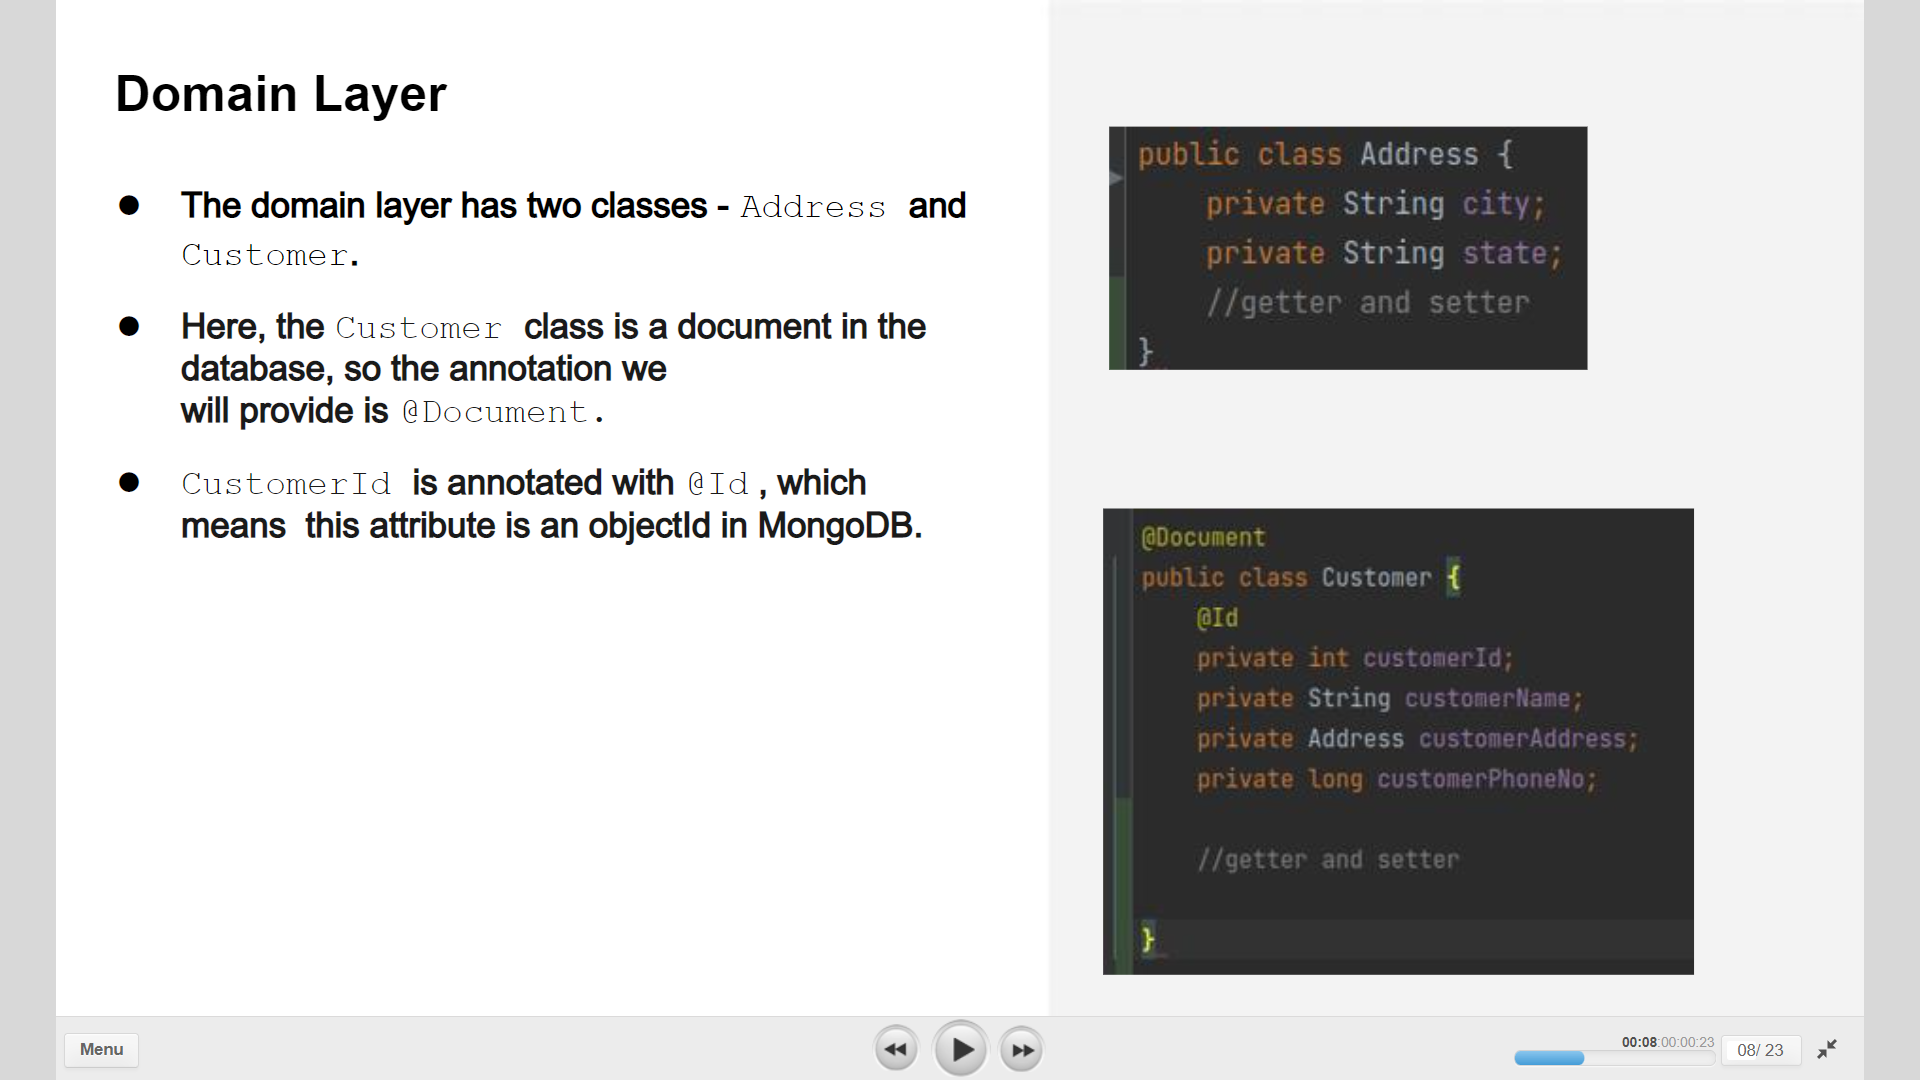 Domain Layer
● The domain layer has two classes - Address and
Customer.
● Here, the Customer class is a document in the
database, so the annotation we
will provide is @Document.
● CustomerId is annotated with @Id , which
means this attribute is an objectId in MongoDB.
public class Address {
private String city;
private String state;
//getter and setter
}
@Document
public class Customer {
@Id
private int customerId;
private String customerName;
private Address customerAddress;
private long customerPhoneNo;
//getter and setter
}
Menu
00:08:00:00:23
08/ 23